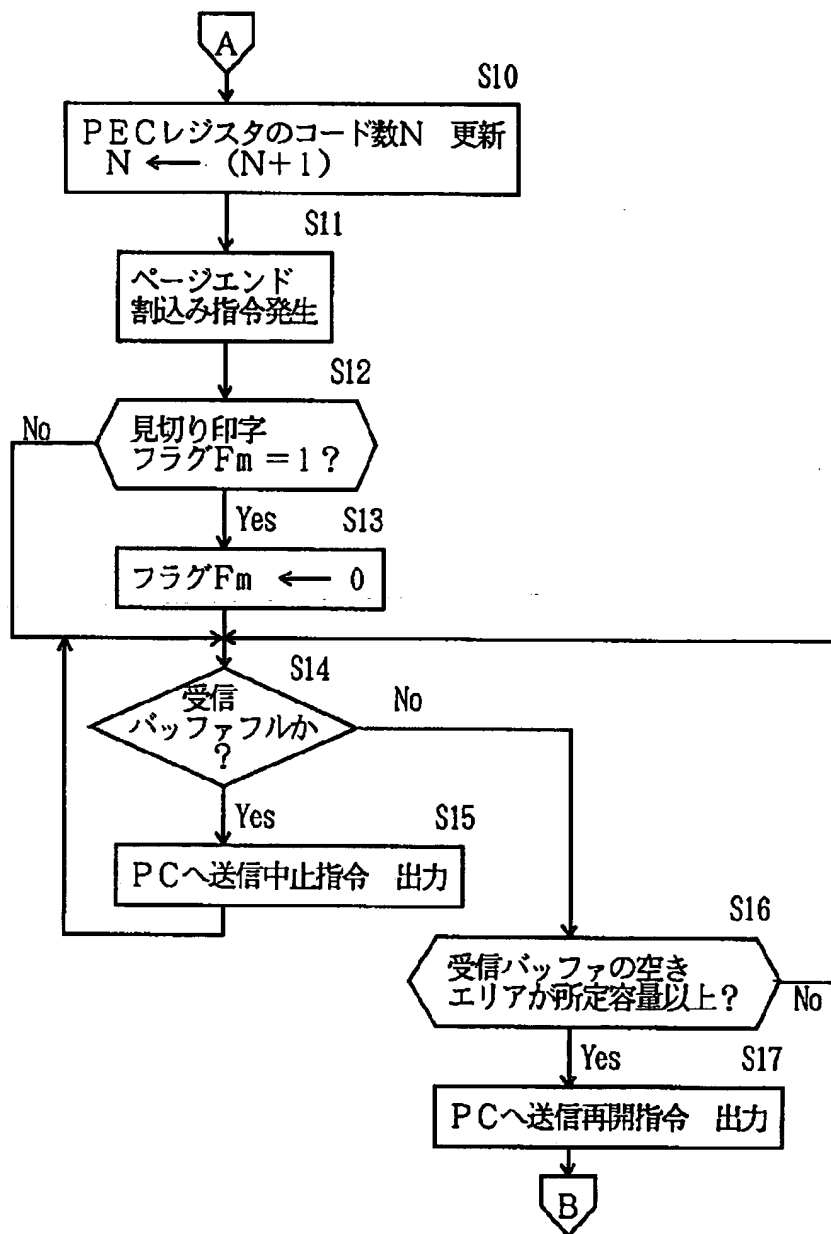 A
S10
PECレジスタのコード数N 更新
N ← (N+1)
S11
ページエンド
割込み指令発生
S12
見切り印字
フラグFm =1?
No
Yes
S13
フラグFm ← 0
S14
受信
バッファフルか
?
No
Yes
S15
PCへ送信中止指令 出力
S16
受信バッファの空き
エリアが所定容量以上?
No
Yes
S17
PCへ送信再開指令 出力
B